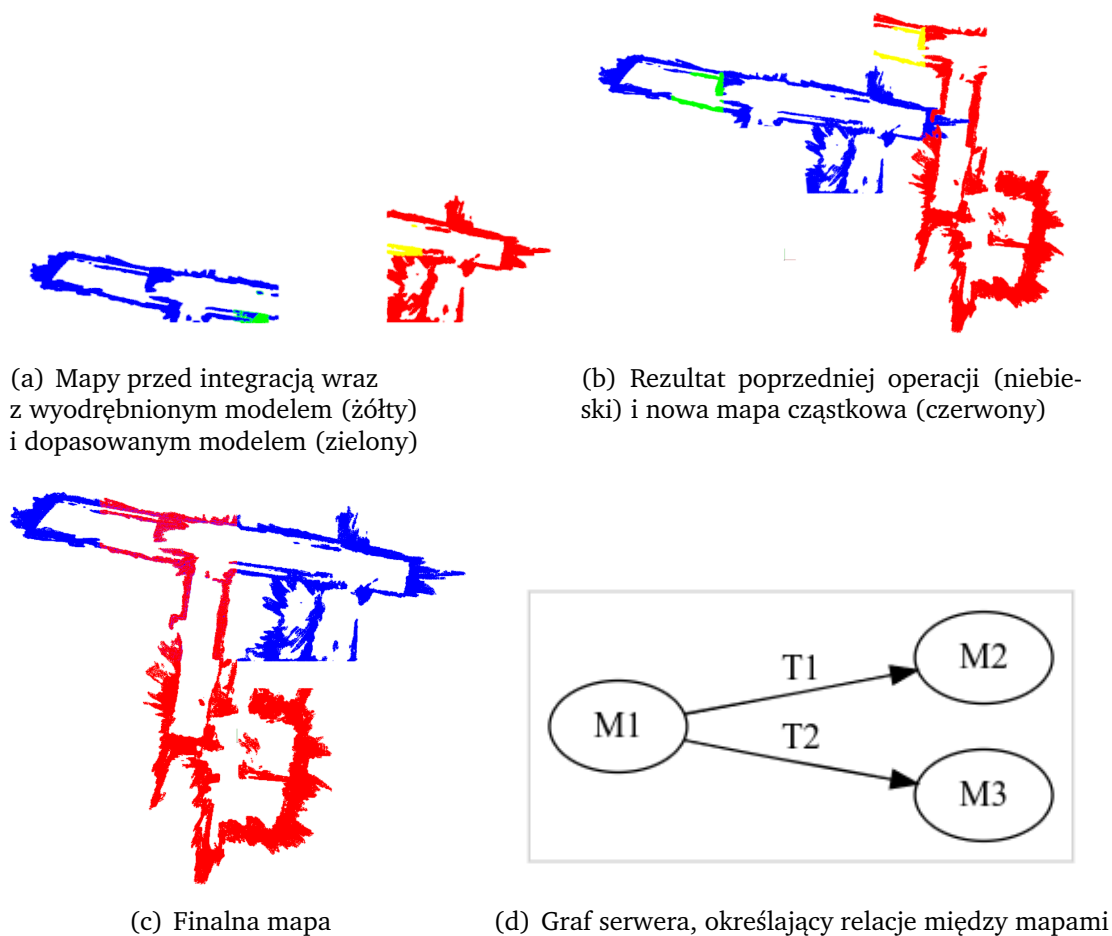 (a) Mapy przed integracją wraz
z wyodrębnionym modelem (żółty)
i dopasowanym modelem (zielony)
(b) Rezultat poprzedniej operacji (niebie-
ski) i nowa mapa cząstkowa (czerwony)
(c) Finalna mapa
M1
T1
T2
M2
M3
(d) Graf serwera, określający relacje między mapami